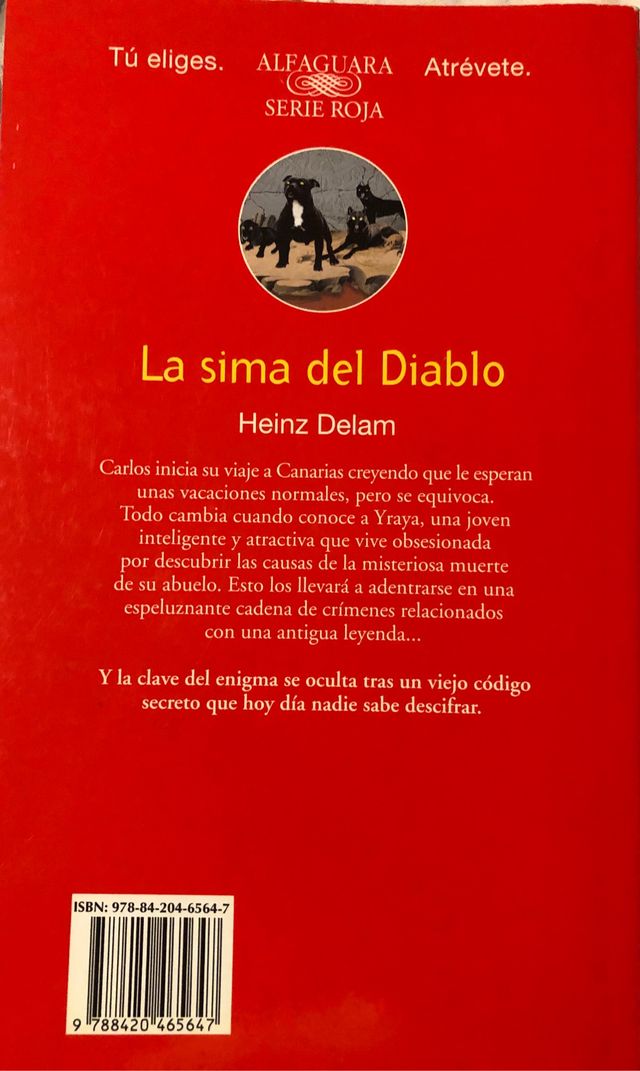 Tú eliges. ALFAGUARA Atrévete.
SERIE ROJA
La sima del Diablo
Heinz Delam
Carlos inicia su viaje a Canarias creyendo que le esperan
unas vacaciones normales, pero se equivoca.
Todo cambia cuando conoce a Yraya, una joven
inteligente y atractiva que vive obsesionada
por descubrir las causas de la misteriosa muerte
de su abuelo. Esto los llevará a adentrarse en una
espeluznante cadena de crímenes relacionados
con una antigua leyenda...
Y la clave del enigma se oculta tras un viejo código
secreto que hoy día nadie sabe descifrar.
ISBN: 978-84-204-6564-7
9 788420 465647